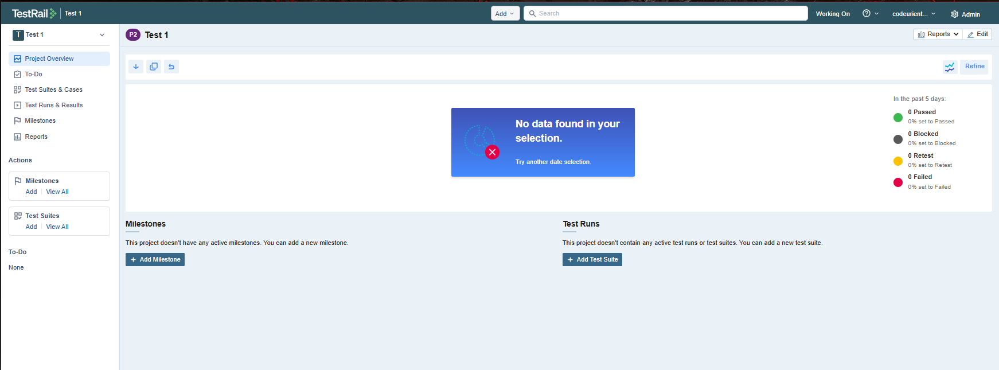 TestRail Test 1 Add Search Working On codeurient... Admin
T Test 1
P2 Test 1
Reports Edit
Project Overview
To-Do
Test Suites & Cases
Test Runs & Results
Milestones
Reports
Actions
Milestones
Add View All
Test Suites
Add View All
To-Do
None
Refine
No data found in your
selection.
Try another date selection.
In the past 5 days:
0 Passed
0% set to Passed
0 Blocked
0% set to Blocked
0 Retest
0% set to Retest
0 Failed
0% set to Failed
Milestones
This project doesn't have any active milestones. You can add a new milestone.
+ Add Milestone
Test Runs
This project doesn't contain any active test runs or test suites. You can add a new test suite.
+ Add Test Suite